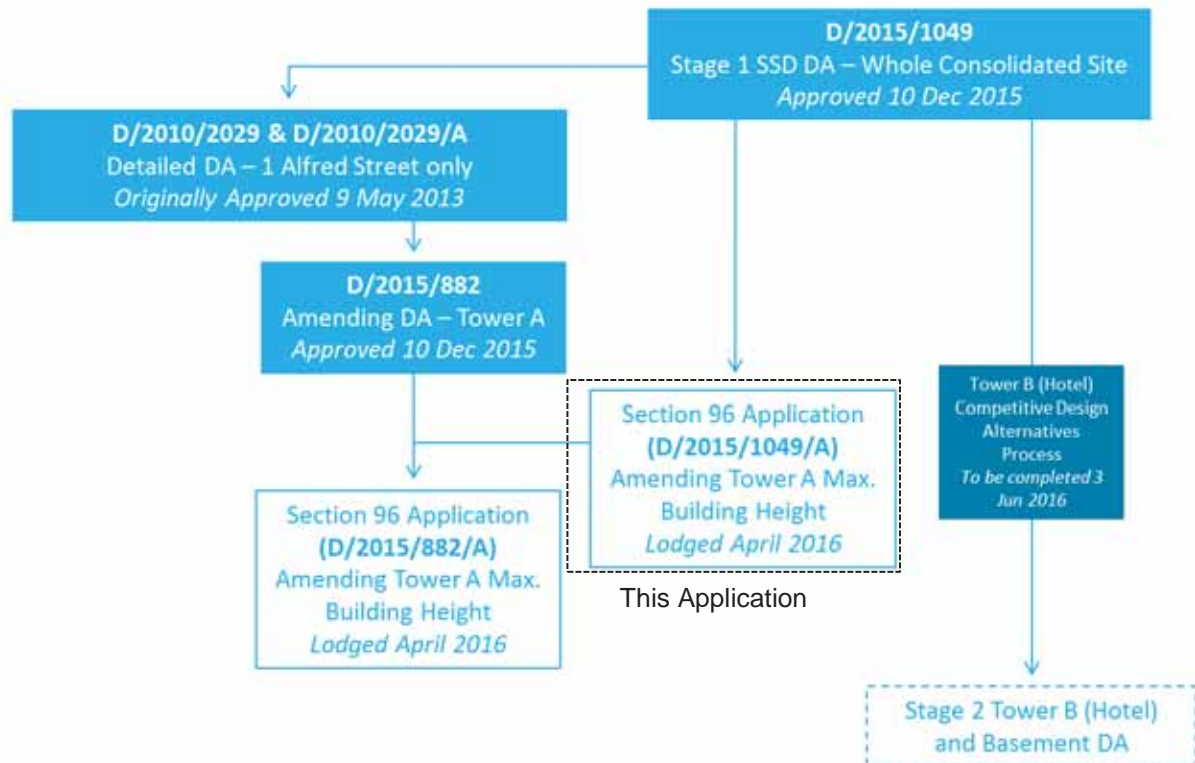 D/2015/1049
Stage 1 SSD DA – Whole Consolidated Site
Approved 10 Dec 2015
D/2010/2029 & D/2010/2029/A
Detailed DA – 1 Alfred Street only
Originally Approved 9 May 2013
D/2015/882
Amending DA – Tower A
Approved 10 Dec 2015
Section 96 Application
(D/2015/882/A)
Amending Tower A Max.
Building Height
Lodged April 2016
Section 96 Application
(D/2015/1049/A)
Amending Tower A Max.
Building Height
Lodged April 2016
This Application
Tower B (Hotel)
Competitive Design
Alternatives
Process
To be completed 3
Jun 2016
Stage 2 Tower B (Hotel)
and Basement DA